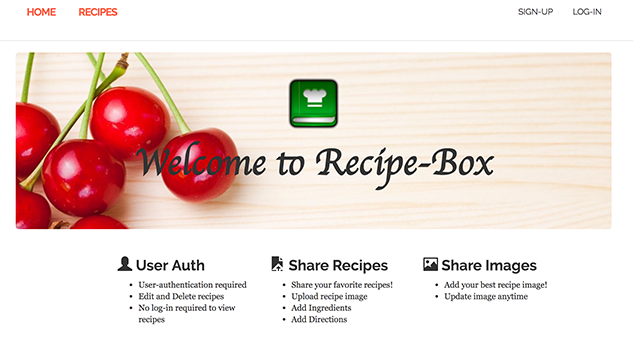 HOME RECIPES SIGN-UP LOG-IN
Welcome to Recipe-Box
User Auth
User-authentication required
Edit and Delete recipes
No log-in required to view
recipes
Share Recipes
Share your favorite recipes!
Upload recipe image
Add Ingredients
Add Directions
Share Images
Add your best recipe image!
Update image anytime